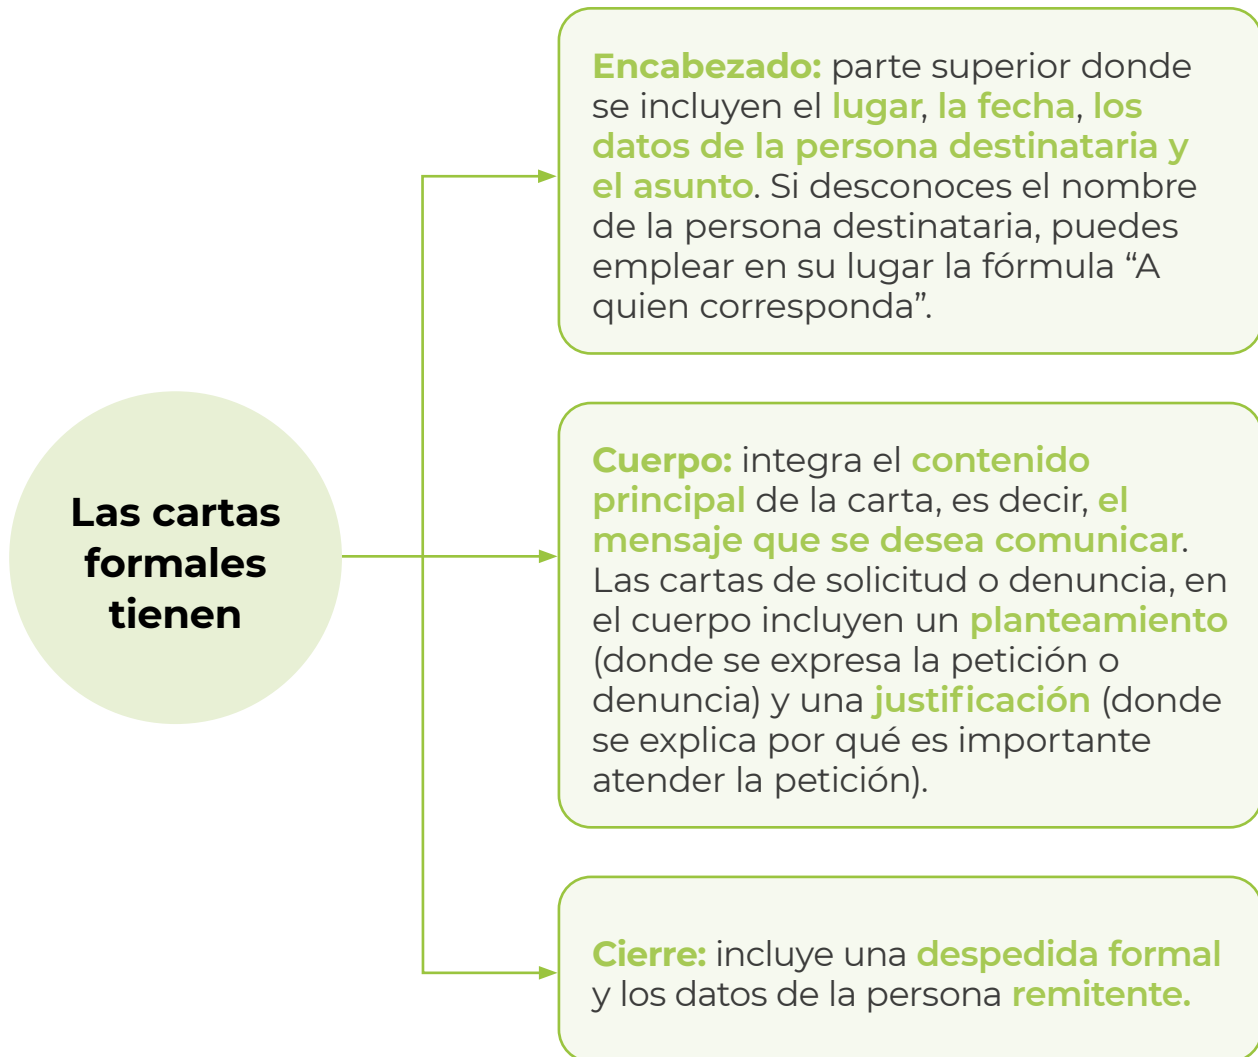 Las cartas
formales
tienen
Encabezado: parte superior donde
se incluyen el lugar, la fecha, los
datos de la persona destinataria y
el asunto. Si desconoces el nombre
de la persona destinataria, puedes
emplear en su lugar la fórmula “A
quien corresponda”.
Cuerpo: integra el contenido
principal de la carta, es decir, el
mensaje que se desea comunicar.
Las cartas de solicitud o denuncia, en
el cuerpo incluyen un planteamiento
(donde se expresa la petición o
denuncia) y una justificación (donde
se explica por qué es importante
atender la petición).
Cierre: incluye una despedida formal
y los datos de la persona remitente.